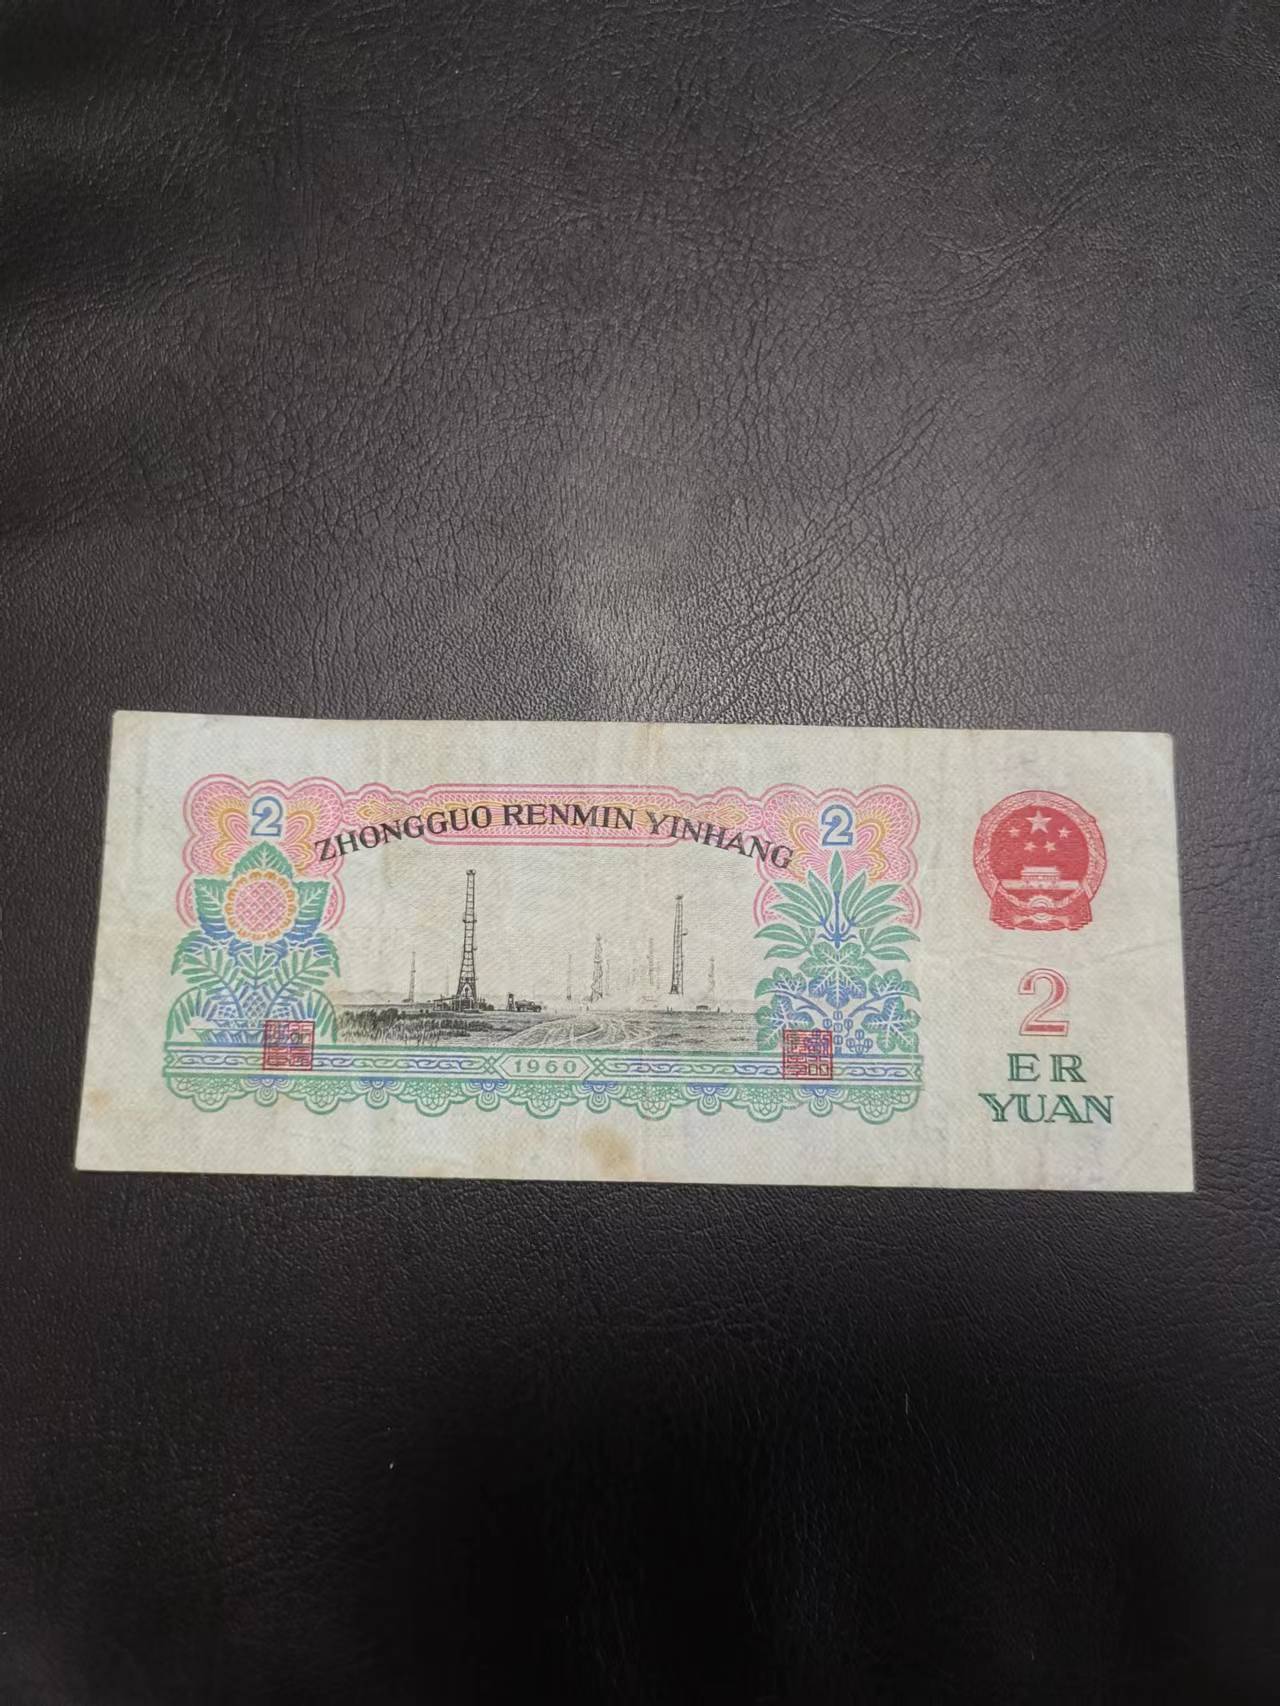 2
2
ZHONGGUO RENMIN YINHANG
1960
2
ER
YUAN